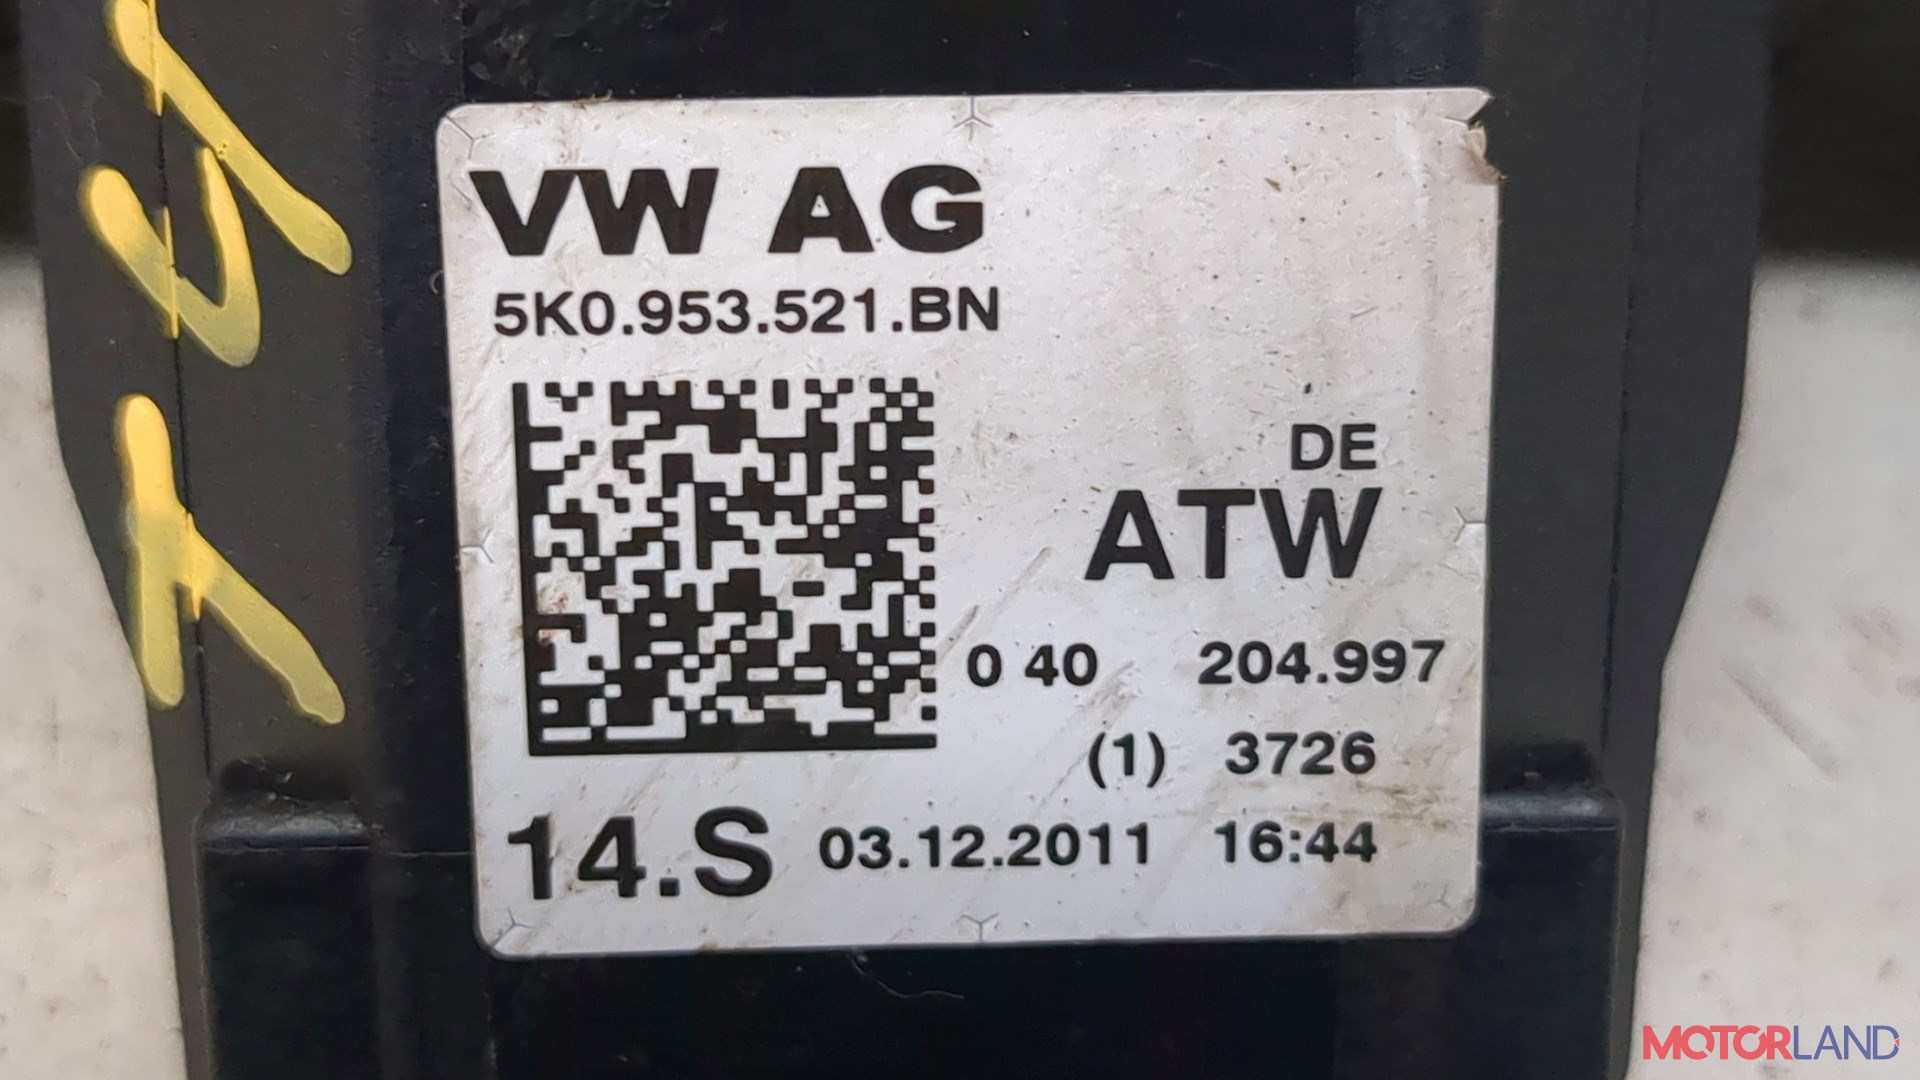 VW AG
5K0.953.521.BN
DE
ATW
0 40 204.997
(1) 3726
14.S 03.12.2011 16:44
MOTORLAND